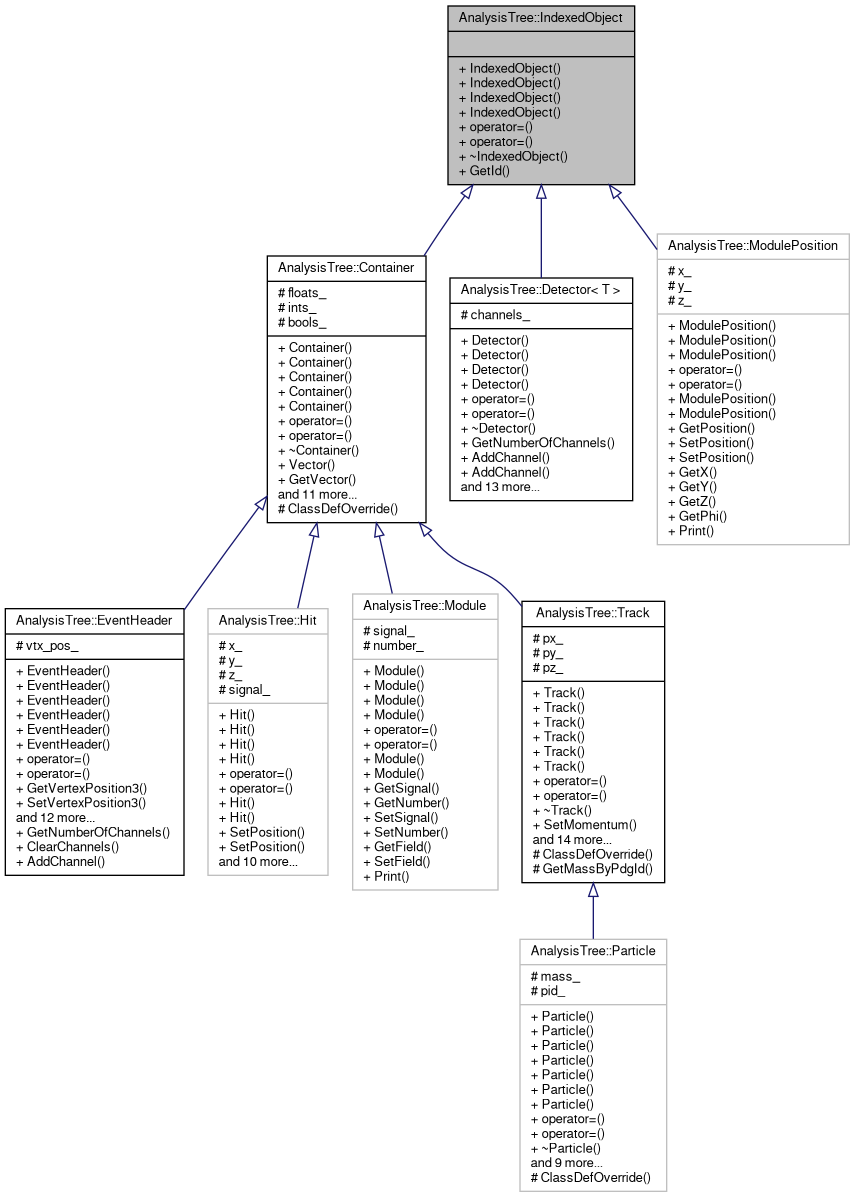 AnalysisTree::IndexedObject
+ IndexedObject()
+ IndexedObject()
+ IndexedObject()
+ IndexedObject()
+ operator=()
+ operator=()
+ ~IndexedObject()
+ GetId()
AnalysisTree::Container
# floats_
# ints_
# bools_
+ Container()
+ Container()
+ Container()
+ Container()
+ Container()
+ operator=()
+ operator=()
+ ~Container()
+ Vector()
+ GetVector()
and 11 more...
# ClassDefOverride()
AnalysisTree::Detector< T >
# channels_
+ Detector()
+ Detector()
+ Detector()
+ Detector()
+ operator=()
+ operator=()
+ ~Detector()
+ GetNumberOfChannels()
+ AddChannel()
+ AddChannel()
and 13 more...
AnalysisTree::ModulePosition
# x_
# y_
# z_
+ ModulePosition()
+ ModulePosition()
+ ModulePosition()
+ operator=()
+ operator=()
+ ModulePosition()
+ ModulePosition()
+ GetPosition()
+ SetPosition()
+ SetPosition()
+ GetX()
+ GetY()
+ GetZ()
+ GetPhi()
+ Print()
AnalysisTree::EventHeader
# vtx_pos_
+ EventHeader()
+ EventHeader()
+ EventHeader()
+ EventHeader()
+ EventHeader()
+ EventHeader()
+ operator=()
+ operator=()
+ GetVertexPosition3()
+ SetVertexPosition3()
and 12 more...
+ GetNumberOfChannels()
+ ClearChannels()
+ AddChannel()
AnalysisTree::Hit
# x_
# y_
# z_
# signal_
+ Hit()
+ Hit()
+ Hit()
+ Hit()
+ operator=()
+ operator=()
+ Hit()
+ Hit()
+ SetPosition()
+ SetPosition()
and 10 more...
AnalysisTree::Module
# signal_
# number_
+ Module()
+ Module()
+ Module()
+ Module()
+ operator=()
+ operator=()
+ Module()
+ Module()
+ GetSignal()
+ GetNumber()
+ SetSignal()
+ SetNumber()
+ GetField()
+ SetField()
+ Print()
AnalysisTree::Track
# px_
# py_
# pz_
+ Track()
+ Track()
+ Track()
+ Track()
+ Track()
+ Track()
+ operator=()
+ operator=()
+ ~Track()
+ SetMomentum()
and 14 more...
# ClassDefOverride()
# GetMassByPdgId()
AnalysisTree::Particle
# mass_
# pid_
+ Particle()
+ Particle()
+ Particle()
+ Particle()
+ Particle()
+ Particle()
+ Particle()
+ operator=()
+ operator=()
+ ~Particle()
and 9 more...
# ClassDefOverride()